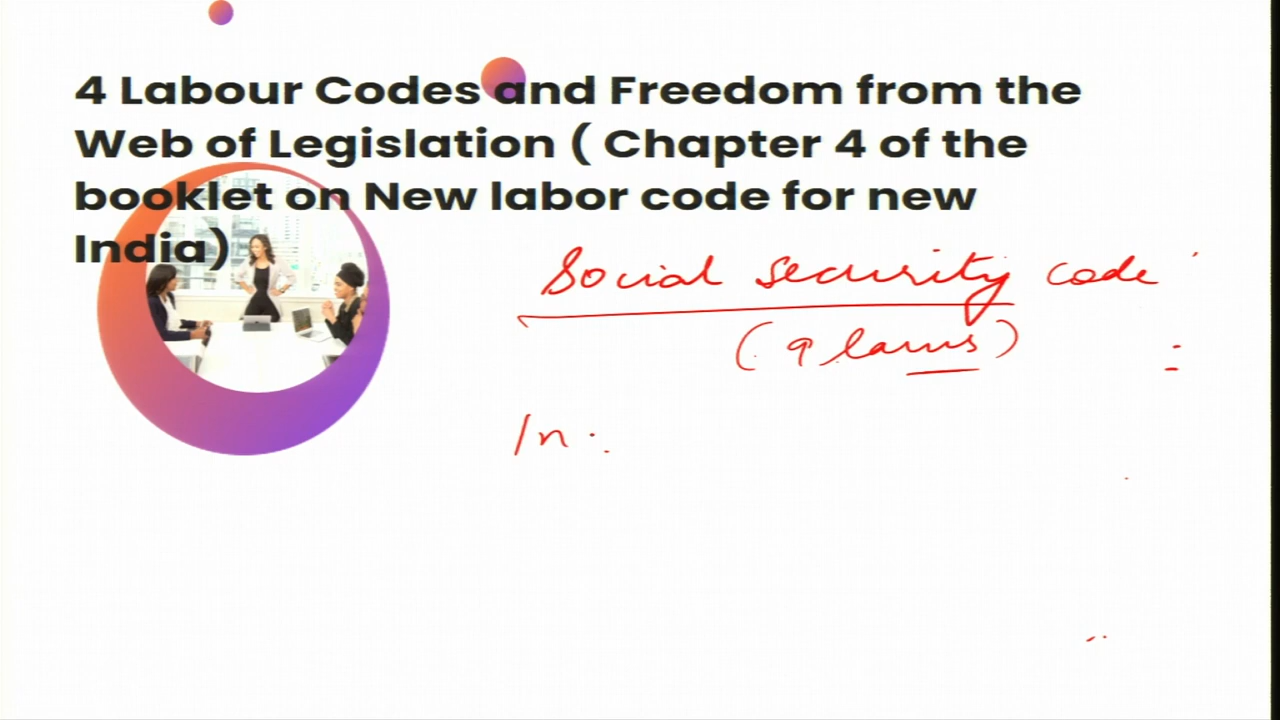 4 Labour Codes and Freedom from the
Web of Legislation ( Chapter 4 of the
booklet on New labor code for new
India)
Social security code
(9 laws)
In